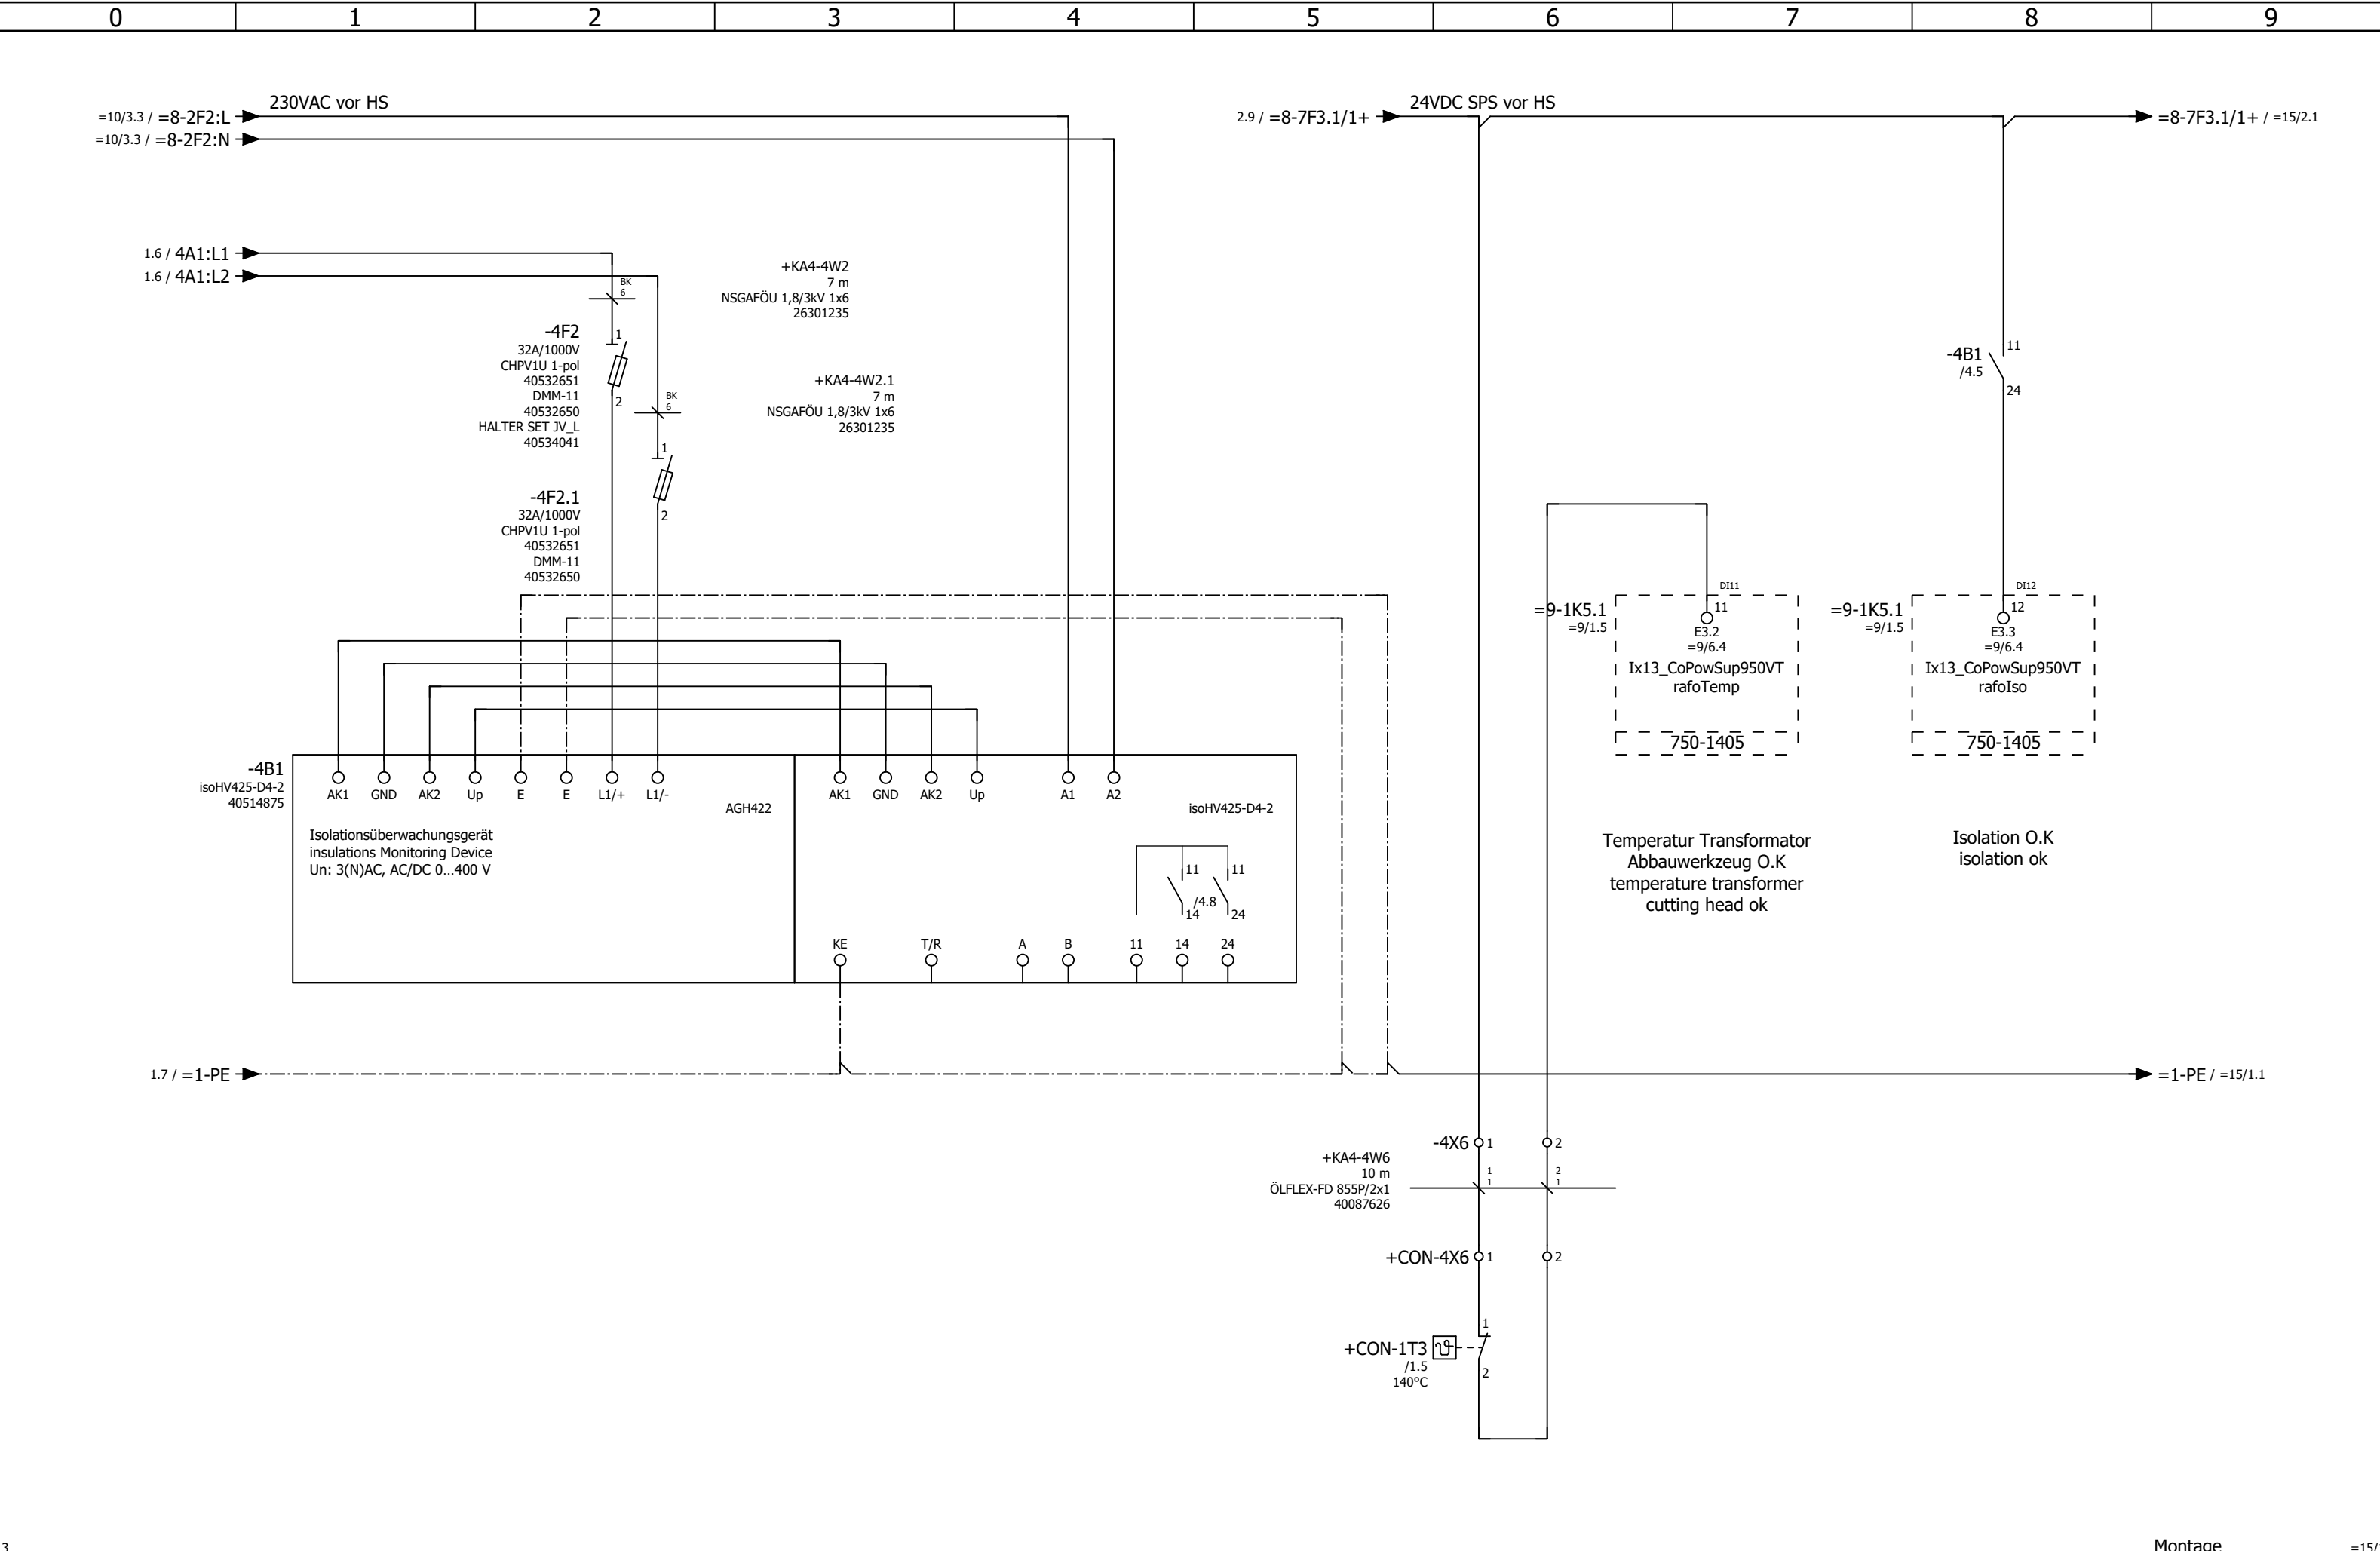 0 1 2 3 4 5 6 7 8 9
230VAC vor HS
=10/3.3 / =8-2F2:L
=10/3.3 / =8-2F2:N
2.9 / =8-7F3.1/1+
24VDC SPS vor HS
=8-7F3.1/1+ / =15/2.1
1.6 / 4A1:L1
1.6 / 4A1:L2
BK
6
+KA4-4W2
7 m
NSGAFÖU 1,8/3kV 1x6
26301235
-4F2
32A/1000V
CHPV1U 1-pol
40532651
DMM-11
40532650
HALTER SET JV_L
40534041
1
2
BK
6
+KA4-4W2.1
7 m
NSGAFÖU 1,8/3kV 1x6
26301235
-4F2.1
32A/1000V
CHPV1U 1-pol
40532651
DMM-11
40532650
1
2
-4B1
/4.5
11
24
=9-1K5.1
=9/1.5
DI11
11
E3.2
=9/6.4
Ix13_CoPowSup950VT
rafoTemp
750-1405
=9-1K5.1
=9/1.5
DI12
12
E3.3
=9/6.4
Ix13_CoPowSup950VT
rafoIso
750-1405
Temperatur Transformator
Abbauwerkzeug O.K
temperature transformer
cutting head ok
Isolation O.K
isolation ok
-4B1
isoHV425-D4-2
40514875
AK1 GND AK2 Up E E L1/+ L1/-
AGH422
Isolationsüberwachungsgerät
insulations Monitoring Device
Un: 3(N)AC, AC/DC 0...400 V
AK1 GND AK2 Up A1 A2
isoHV425-D4-2
11 11
/4.8
14 24
KE T/R A B 11 14 24
1.7 / =1-PE
=1-PE / =15/1.1
-4X6 1 2
+KA4-4W6
10 m
ÖLFLEX-FD 855P/2x1
40087626
1 2
1 1
+CON-4X6 1 2
+CON-1T3
/1.5
140°C
1
2
3
Montage
=15/